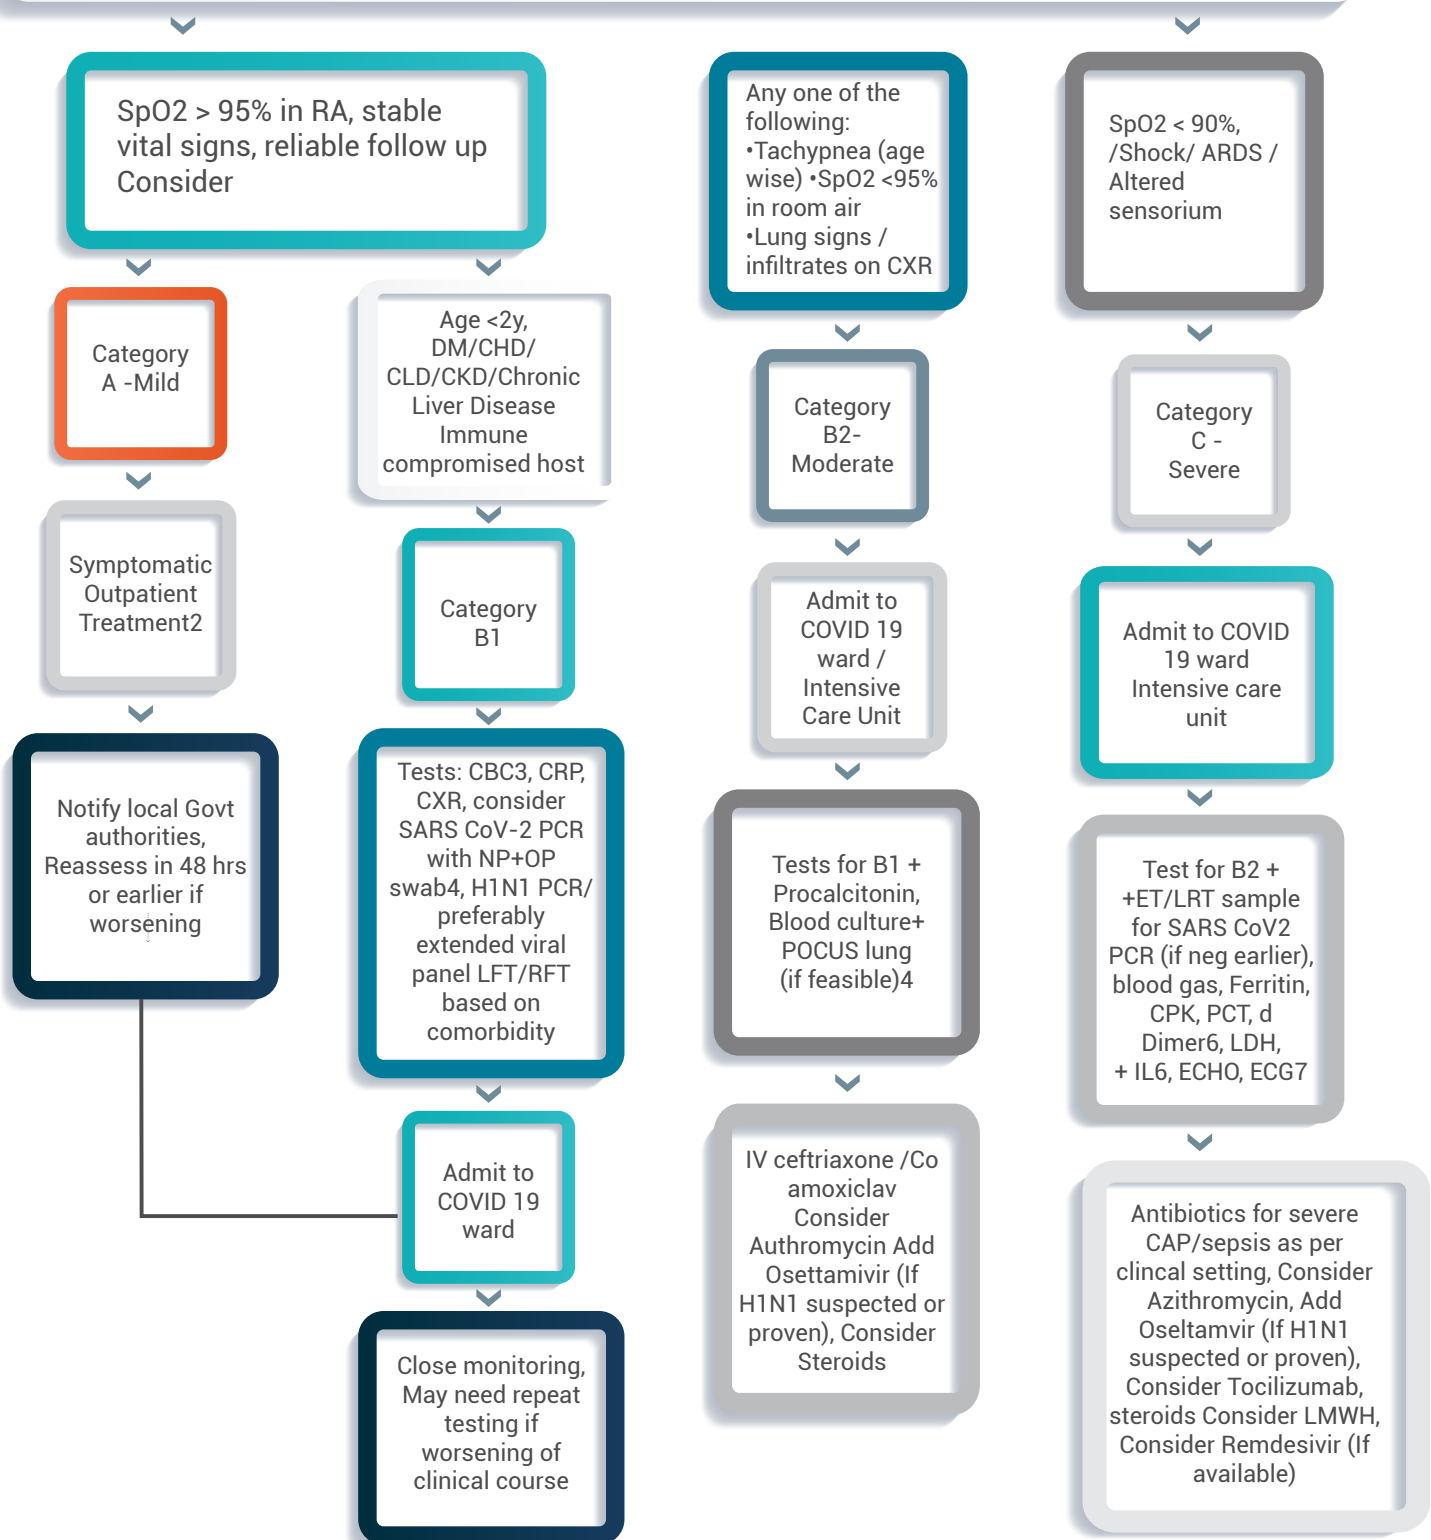 SpO2 > 95% in RA, stable
vital signs, reliable follow up
Consider
Category
A -Mild
Symptomatic
Outpatient
Treatment2
Notify local Govt
authorities,
Reassess in 48 hrs
or earlier if
worsening
Age <2y,
DM/CHD/
CLD/CKD/Chronic
Liver Disease
Immune
compromised host
Category
B1
Tests: CBC3, CRP,
CXR, consider
SARS CoV-2 PCR
with NP+OP
swab4, H1N1 PCR/
preferably
extended viral
panel LFT/RFT
based on
comorbidity
Admit to
COVID 19
ward
Close monitoring,
May need repeat
testing if
worsening of
clinical course
Any one of the
following:
•Tachypnea (age
wise) •SpO2 <95%
in room air
•Lung signs /
infiltrates on CXR
Category
B2-
Moderate
Admit to
COVID 19
ward /
Intensive
Care Unit
Tests for B1 +
Procalcitonin,
Blood culture+
POCUS lung
(if feasible)4
IV ceftriaxone /Co
amoxiclav
Consider
Authromycin Add
Osettamivir (If
H1N1 suspected or
proven), Consider
Steroids
SpO2 < 90%,
/Shock/ ARDS /
Altered
sensorium
Category
C -
Severe
Admit to COVID
19 ward
Intensive care
unit
Test for B2 +
+ET/LRT sample
for SARS CoV2
PCR (if neg earlier),
blood gas, Ferritin,
CPK, PCT, d
Dimer6, LDH,
+ IL6, ECHO, ECG7
Antibiotics for severe
CAP/sepsis as per
clincal setting, Consider
Azithromycin, Add
Oseltamvir (If H1N1
suspected or proven),
Consider Tocilizumab,
steroids Consider LMWH,
Consider Remdesivir (If
available)